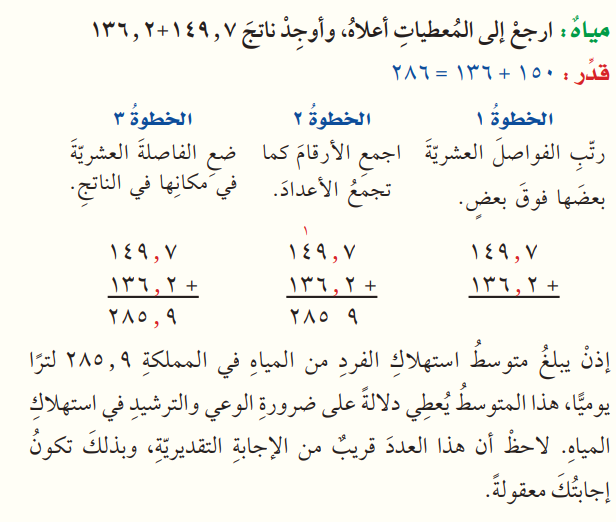 مياهٌ: ارجعْ إلى المُعطياتِ أعلاهُ، وأوجِدْ ناتجَ ١٤٩,٧+١٣٦,٢
قدِّر: ١٥٠ + ١٣٦ = ٢٨٦
الخطوةُ ١ الخطوةُ ٢ الخطوةُ ٣
رتّبِ الفواصلَ العشريّةَ اجمعِ الأرقامَ كما ضعِ الفاصلةَ العشريّةَ
بعضَها فوقَ بعضٍ. تجمعُ الأعدادَ. في مكانِها في الناتجِ.
١
١٤٩,٧ ١٤٩,٧ ١٤٩,٧
١٣٦,٢ + ١٣٦,٢ + ١٣٦,٢ +
٢٨٥ ٩ ٢٨٥,٩
إذنْ يبلغُ متوسطُ استهلاكِ الفردِ من المياهِ في المملكةِ ٢٨٥,٩ لترًا
يوميًّا، هذا المتوسطُ يُعطِي دلالةً على ضرورةِ الوعي والترشيدِ في استهلاكِ
المياهِ. لاحظْ أن هذا العددَ قريبٌ من الإجابةِ التقديريّةِ، وبذلكَ تكونُ
إجابتُكَ معقولةً.